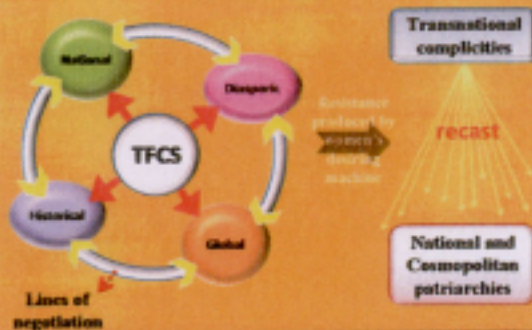 National
Diasporic
TFCS
Historical
Global
Lines of
negotiation
Resistance
produced by
women's
desiring
machine
Transnational
complicities
recast
National and
Cosmopolitan
patriarchies